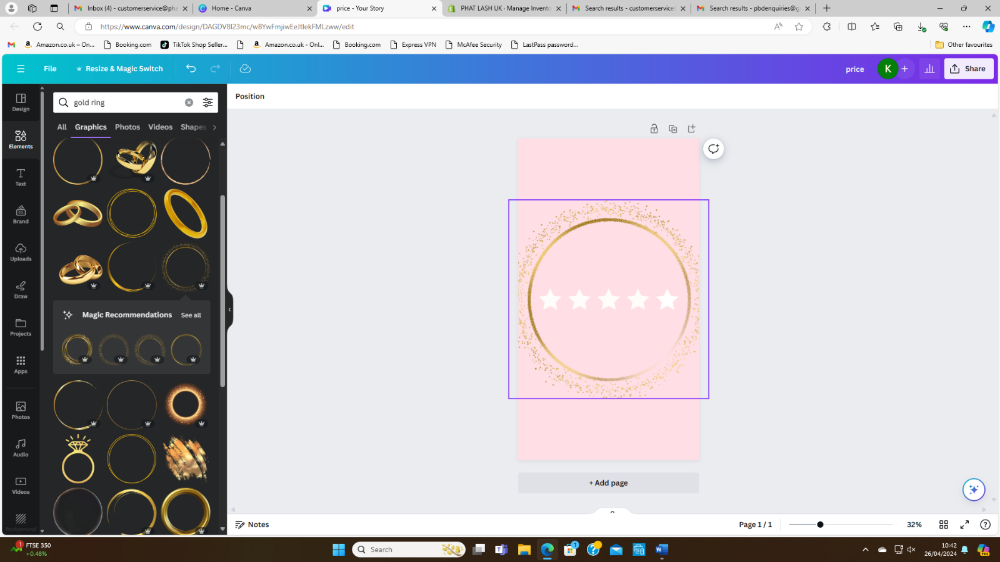 Inbox (4) - customerservice@pha
Home - Canva
price - Your Story
PHAT LASH UK · Manage Invento
Search results - customerservice
Search results - pbdenquiries@g
https://www.canva.com/design/DAGDV8I23mc/wBYwFmjiwEeJtlekFMLzww/edit
Amazon.co.uk – On...
Booking.com
TikTok Shop Seller...
Amazon.co.uk - Onl...
Booking.com
Express VPN
McAfee Security
LastPass password...
Other favourites
File
Resize & Magic Switch
price
K
Share
Design
Elements
Text
Brand
Uploads
Draw
Projects
Apps
Photos
Audio
Videos
Background
gold ring
All
Graphics
Photos
Videos
Shapes
Magic Recommendations
See all
Position
+ Add page
Notes
Page 1 / 1
32%
1
FTSE 350
+0.48%
Search
1
10:42
26/04/2024